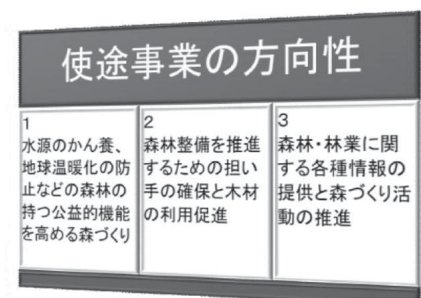 使途事業の方向性
1
水源のかん養、
地球温暖化の防
止などの森林の
持つ公益的機能
を高める森づくり
2
森林整備を推進
するための担い
手の確保と木材
の利用促進
3
森林・林業に関
する各種情報の
提供と森づくり活
動の推進